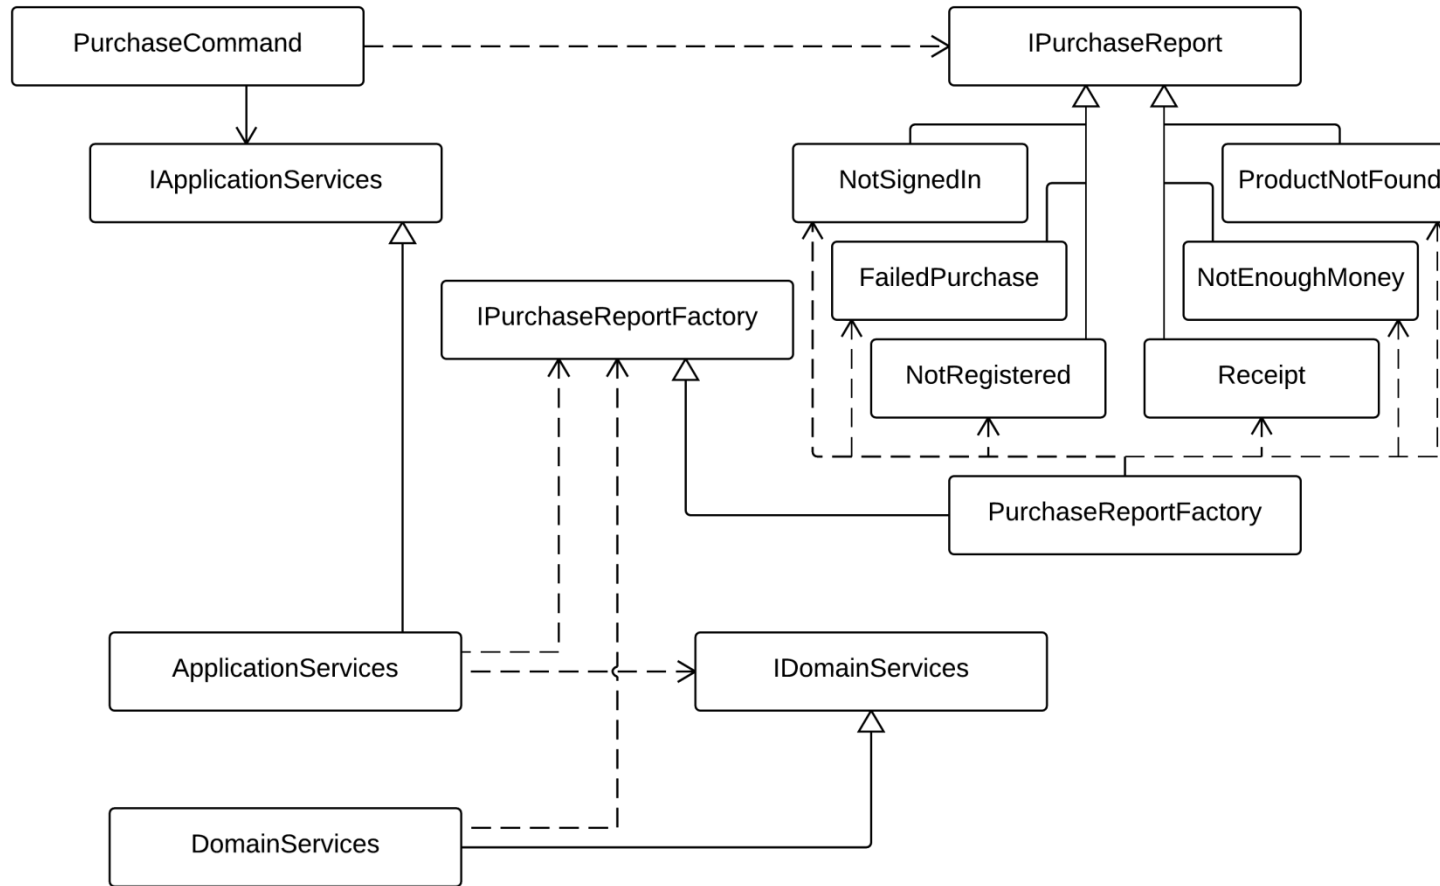 PurchaseCommand
IPurchaseReport
IApplicationServices
NotSignedIn
ProductNotFound
FailedPurchase
NotEnoughMoney
IPurchaseReportFactory
NotRegistered
Receipt
PurchaseReportFactory
ApplicationServices
IDomainServices
DomainServices